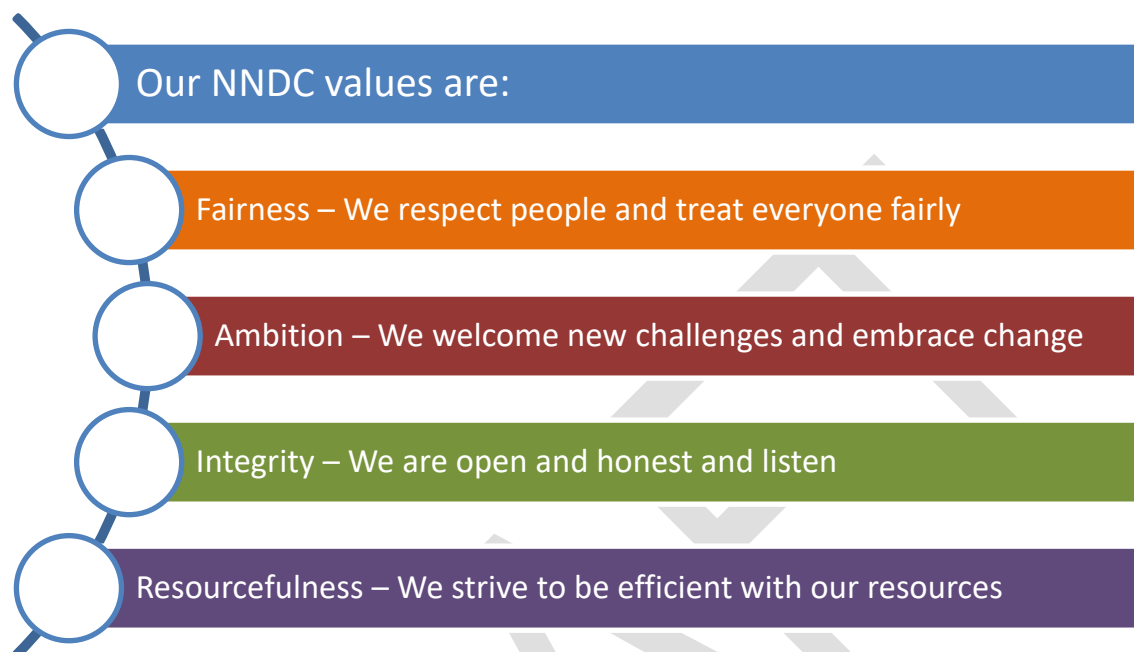 Our NNDC values are:
Fairness – We respect people and treat everyone fairly
Ambition – We welcome new challenges and embrace change
Integrity – We are open and honest and listen
Resourcefulness – We strive to be efficient with our resources